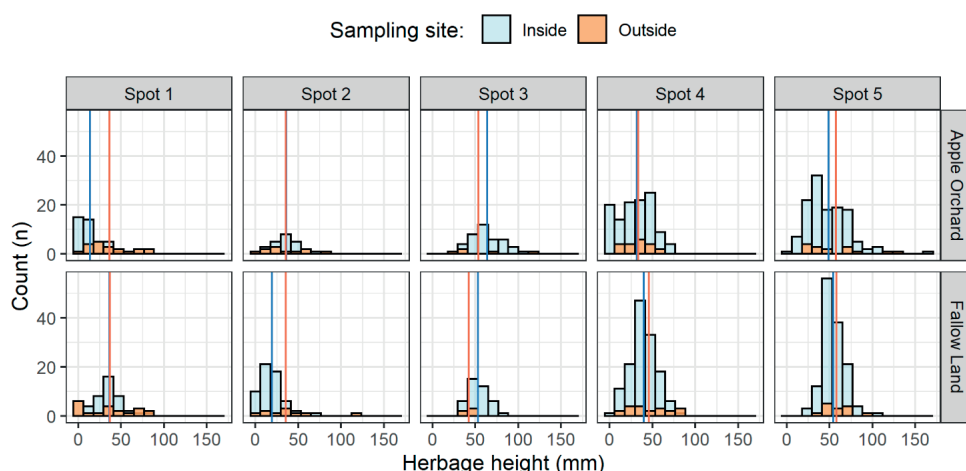 Sampling site: Inside Outside
Spot 1 Spot 2 Spot 3 Spot 4 Spot 5
Count (n)
40
20
0
Apple Orchard
40
20
0
Fallow Land
0 50 100 150 0 50 100 150 0 50 100 150 0 50 100 150 0 50 100 150
Herbage height (mm)